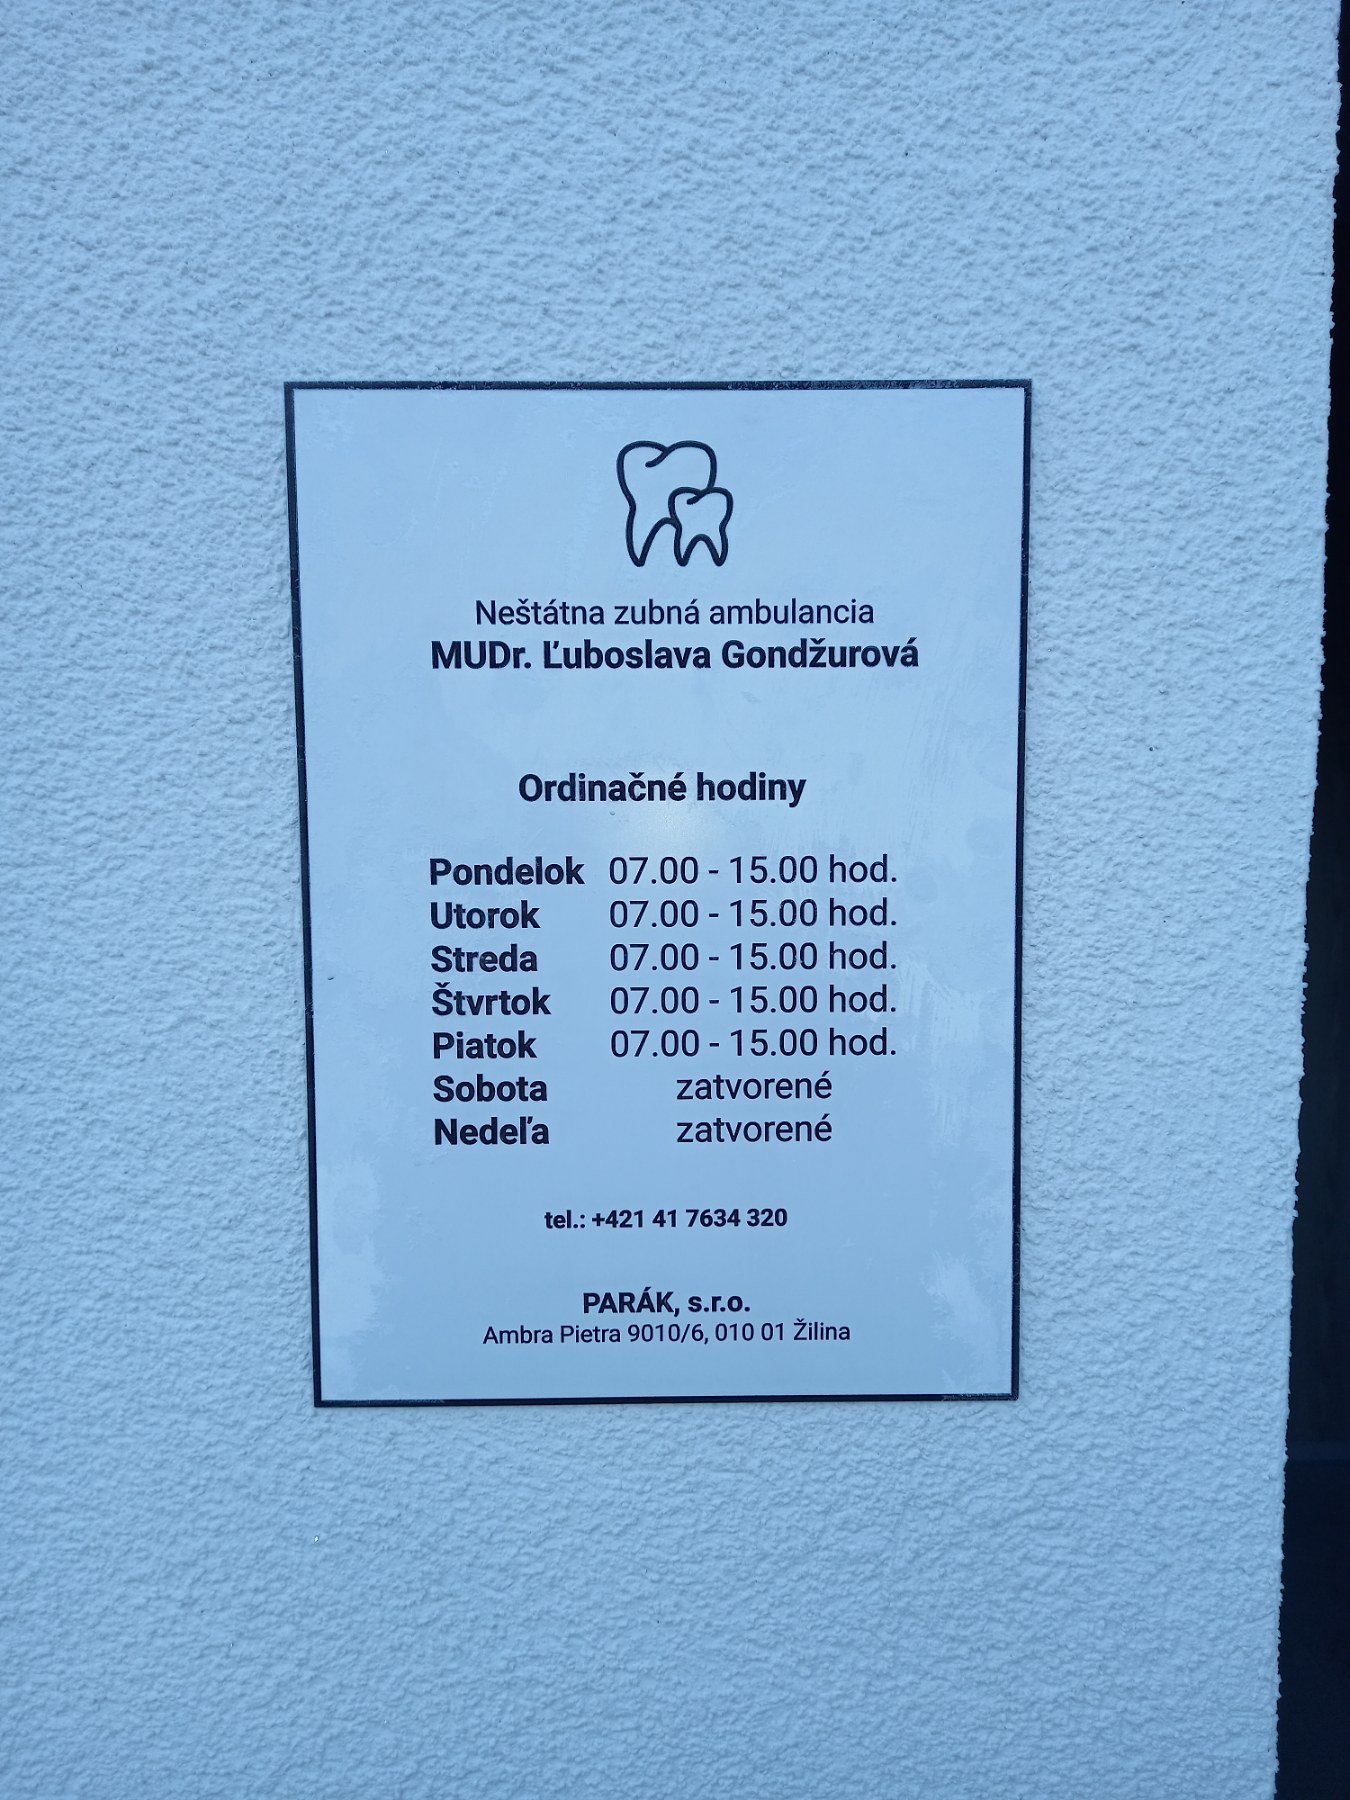 Neštátna zubná ambulancia
MUDr. Ľuboslava Gondžurová
Ordinačné hodiny
Pondelok 07.00 - 15.00 hod.
Utorok 07.00 - 15.00 hod.
Streda 07.00 - 15.00 hod.
Štvrtok 07.00 - 15.00 hod.
Piatok 07.00 - 15.00 hod.
Sobota zatvorené
Nedeľa zatvorené
tel.: +421 41 7634 320
PARÁK, s.r.o.
Ambra Pietra 9010/6, 010 01 Žilina